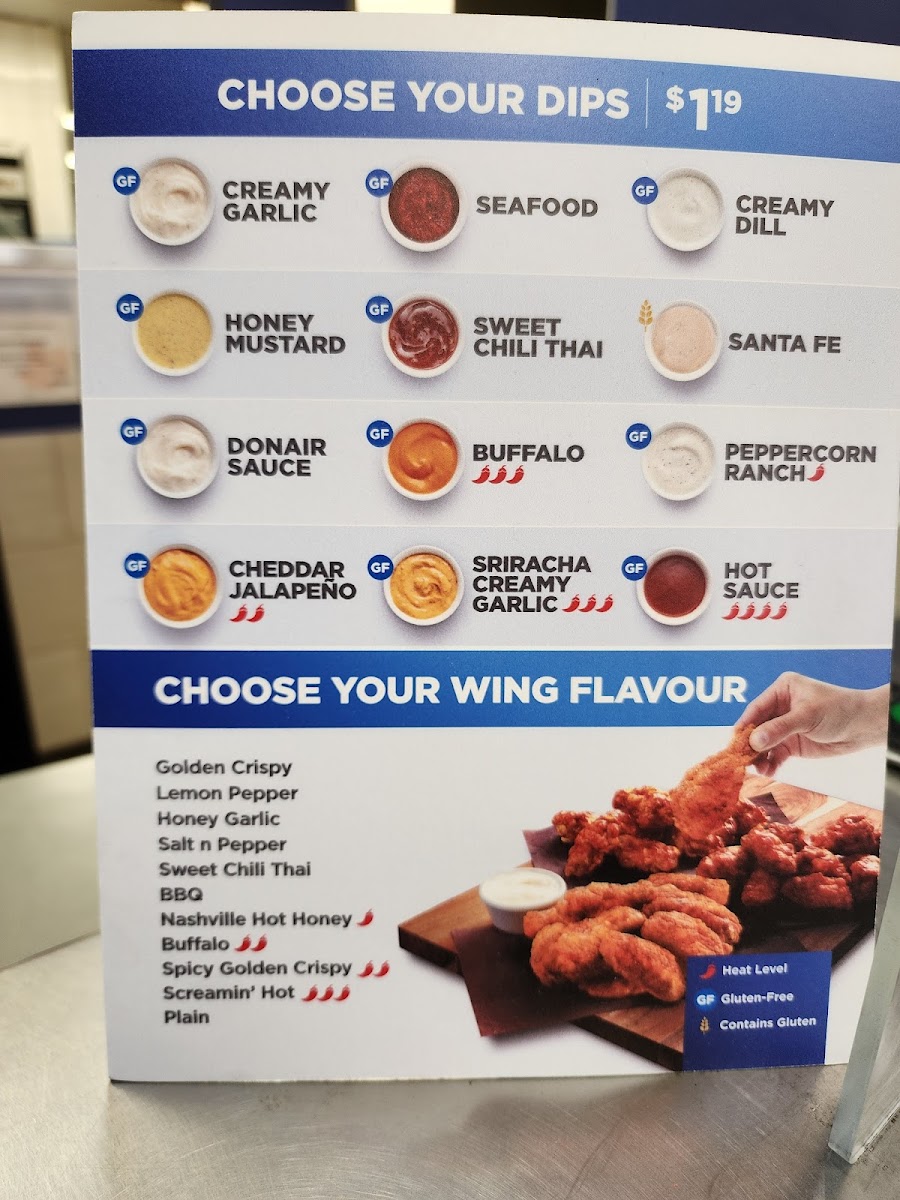 CHOOSE YOUR DIPS $1.19
GF
CREAMY
GARLIC
GF
SEAFOOD
GF
CREAMY
DILL
GF
HONEY
MUSTARD
GF
SWEET
CHILI THAI
SANTA FE
GF
DONAIR
SAUCE
GF
BUFFALO
GF
PEPPERCORN
RANCH
GF
CHEDDAR
JALAPEÑO
GF
SRIRACHA
CREAMY
GARLIC
GF
HOT
SAUCE
CHOOSE YOUR WING FLAVOUR
Golden Crispy
Lemon Pepper
Honey Garlic
Salt n Pepper
Sweet Chili Thai
BBQ
Nashville Hot Honey
Buffalo
Spicy Golden Crispy
Screamin' Hot
Plain
Heat Level
GF Gluten-Free
Contains Gluten